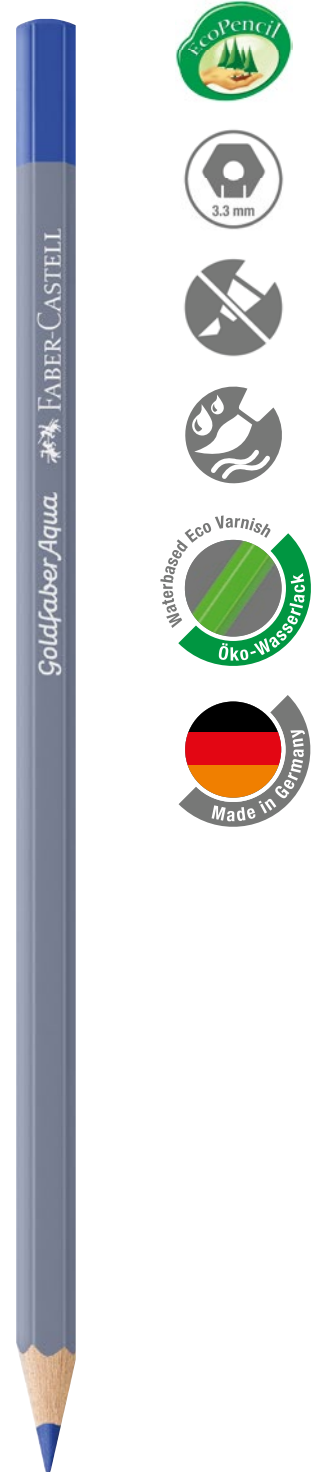 FABER-CASTELL
Goldfaber Aqua
EcoPencil
3.3 mm
Waterbased Eco Varnish
Öko-Wasserlack
Made in Germany